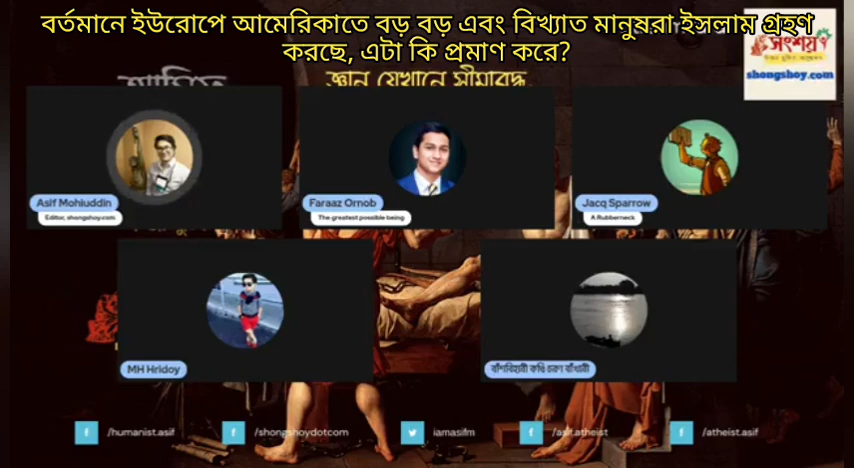 বর্তমানে ইউরোপে আমেরিকাতে বড় বড় এবং বিখ্যাত মানুষরা ইসলাম গ্রহণ
করছে, এটা কি প্রমাণ করে?
সংশয়
shongshoy.com
জ্ঞান যেখানে সীমাবদ্ধ
Asif Mohiuddin
Editor, shongshoy.com
Faraaz Ornob
The greatest possible being
Jacq Sparrow
A Rubberneck
MH Hridoy
/humanist.asif
/shongshoydotcom
iamasifm
/asif.atheist
/atheist.asif